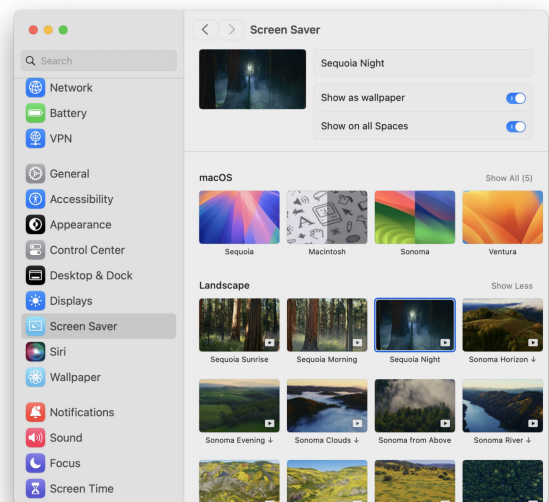 Screen Saver
Search
Sequoia Night
Network
Show as wallpaper
Battery
Show on all Spaces
VPN
General
macOS
Show All (5)
Accessibility
Appearance
Control Center
Sequoia
Macintosh
Sonoma
Ventura
Desktop & Dock
Landscape
Show Less
Displays
Screen Saver
Siri
Sequoia Sunrise
Sequoia Morning
Sequoia Night
Sonoma Horizon ↓
Wallpaper
Notifications
Sound
Sonoma Evening ↓
Sonoma Clouds ↓
Sonoma from Above
Sonoma River ↓
Focus
Screen Time